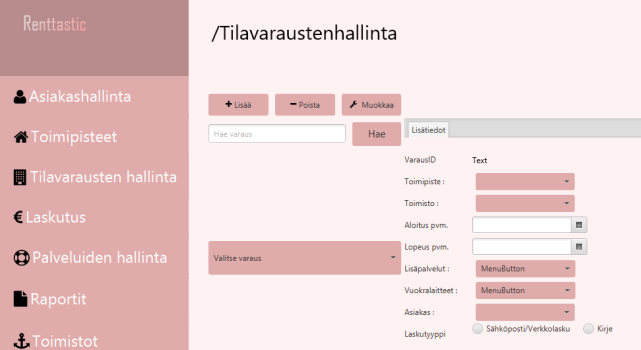 Renttastic
Asiakashallinta
Toimipisteet
Tilavarausten hallinta
Laskutus
Palveluiden hallinta
Raportit
Toimistot
/Tilavaraustenhallinta
Lisää Poista Muokkaa
Hae varaus Hae
Valitse varaus
Lisätiedot
VarausID Text
Toimipiste :
Toimisto :
Aloitus pvm.
Lopeus pvm.
Lisäpalvelut : MenuButton
Vuokralaitteet : MenuButton
Asiakas :
Laskutyyppi Sähköposti/Verkkolasku Kirje